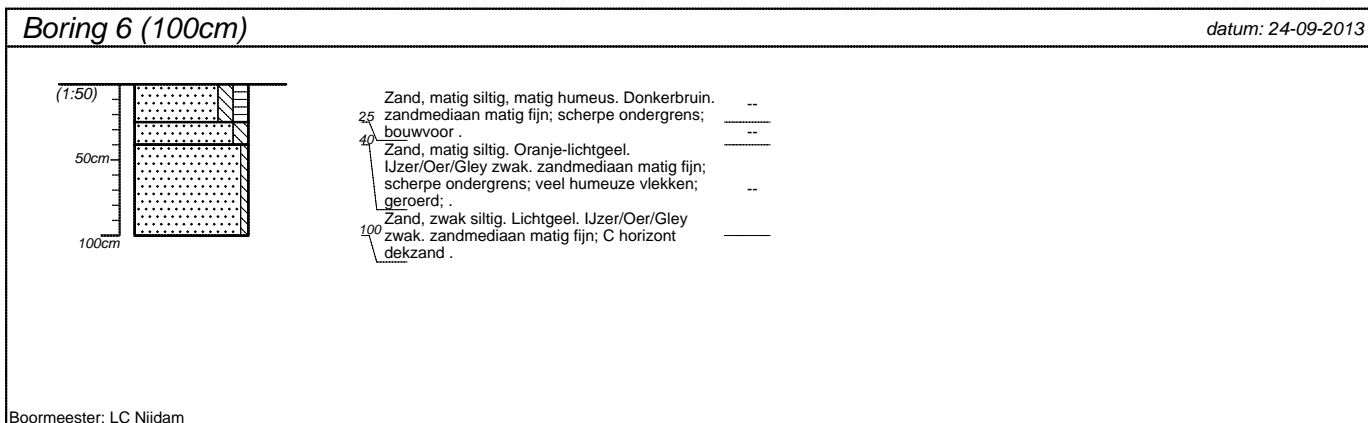 Boring 6 (100cm)
datum: 24-09-2013
(1:50)
50cm
100cm
25
Zand, matig siltig, matig humeus. Donkerbruin.
zandmediaan matig fijn; scherpe ondergrens;
bouwvoor .
--
40
Zand, matig siltig. Oranje-lichtgeel.
IJzer/Oer/Gley zwak. zandmediaan matig fijn;
scherpe ondergrens; veel humeuze vlekken;
geroerd; .
--
100
Zand, zwak siltig. Lichtgeel. IJzer/Oer/Gley
zwak. zandmediaan matig fijn; C horizont
dekzand .
--
Boormeester: LC Nijdam